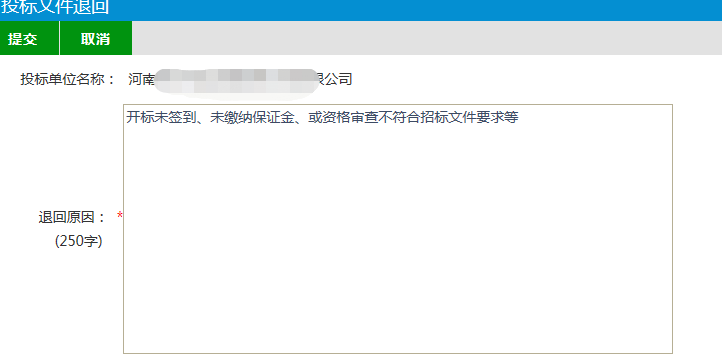 投标文件退回
提交 取消
投标单位名称： 河南 限公司
开标未签到、未缴纳保证金、或资格审查不符合招标文件要求等
退回原因： *
(250字)